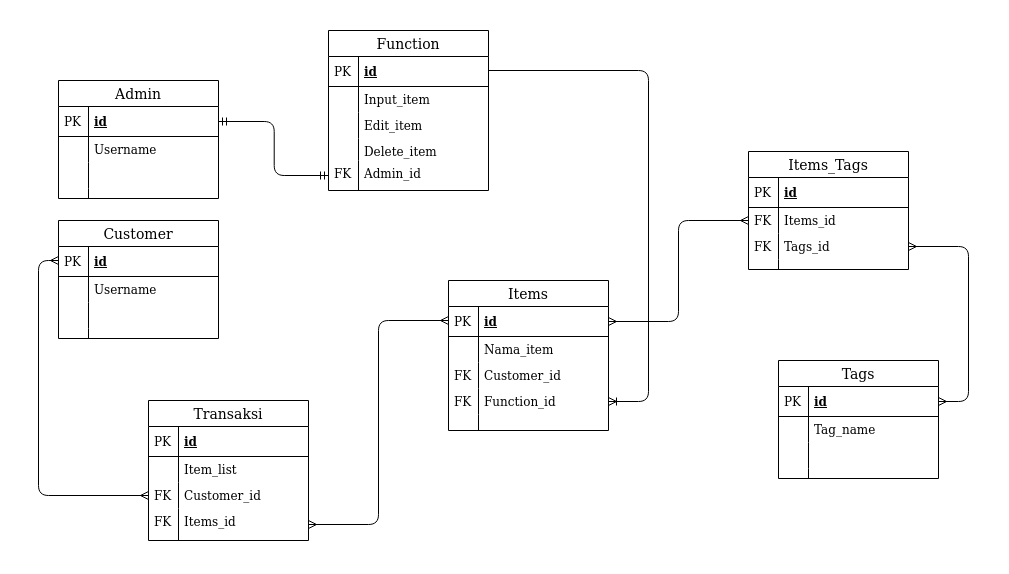 Function
PK id
Input_item
Edit_item
Delete_item
FK Admin_id
Admin
PK id
Username
Customer
PK id
Username
Items_Tags
PK id
FK Items_id
FK Tags_id
Items
PK id
Nama_item
FK Customer_id
FK Function_id
Tags
PK id
Tag_name
Transaksi
PK id
Item_list
FK Customer_id
FK Items_id